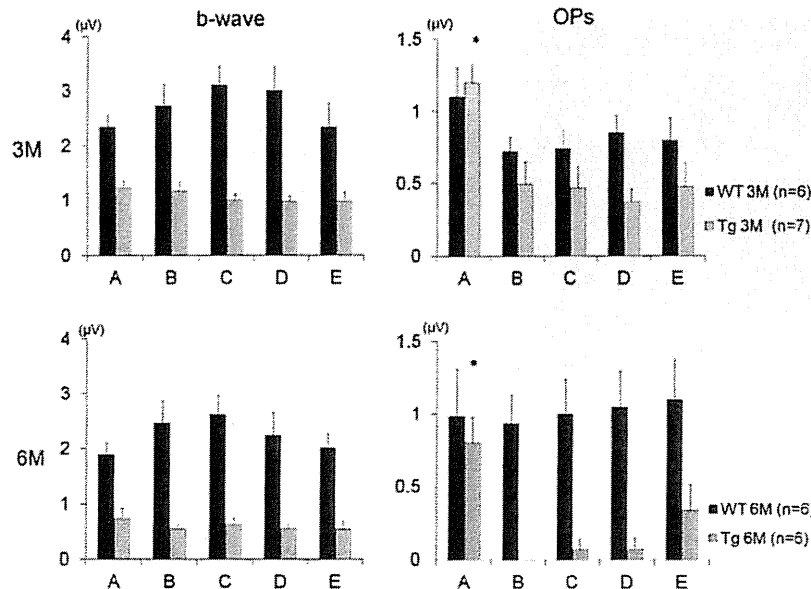 b-wave
OPs
3M
(μV)
4
3
2
1
0
A B C D E
(μV)
1.5
*
1
0.5
0
A B C D E
WT 3M (n=6)
Tg 3M (n=7)
6M
(μV)
4
3
2
1
0
A B C D E
(μV)
1.5
*
1
0.5
0
A B C D E
WT 6M (n=6)
Tg 6M (n=6)